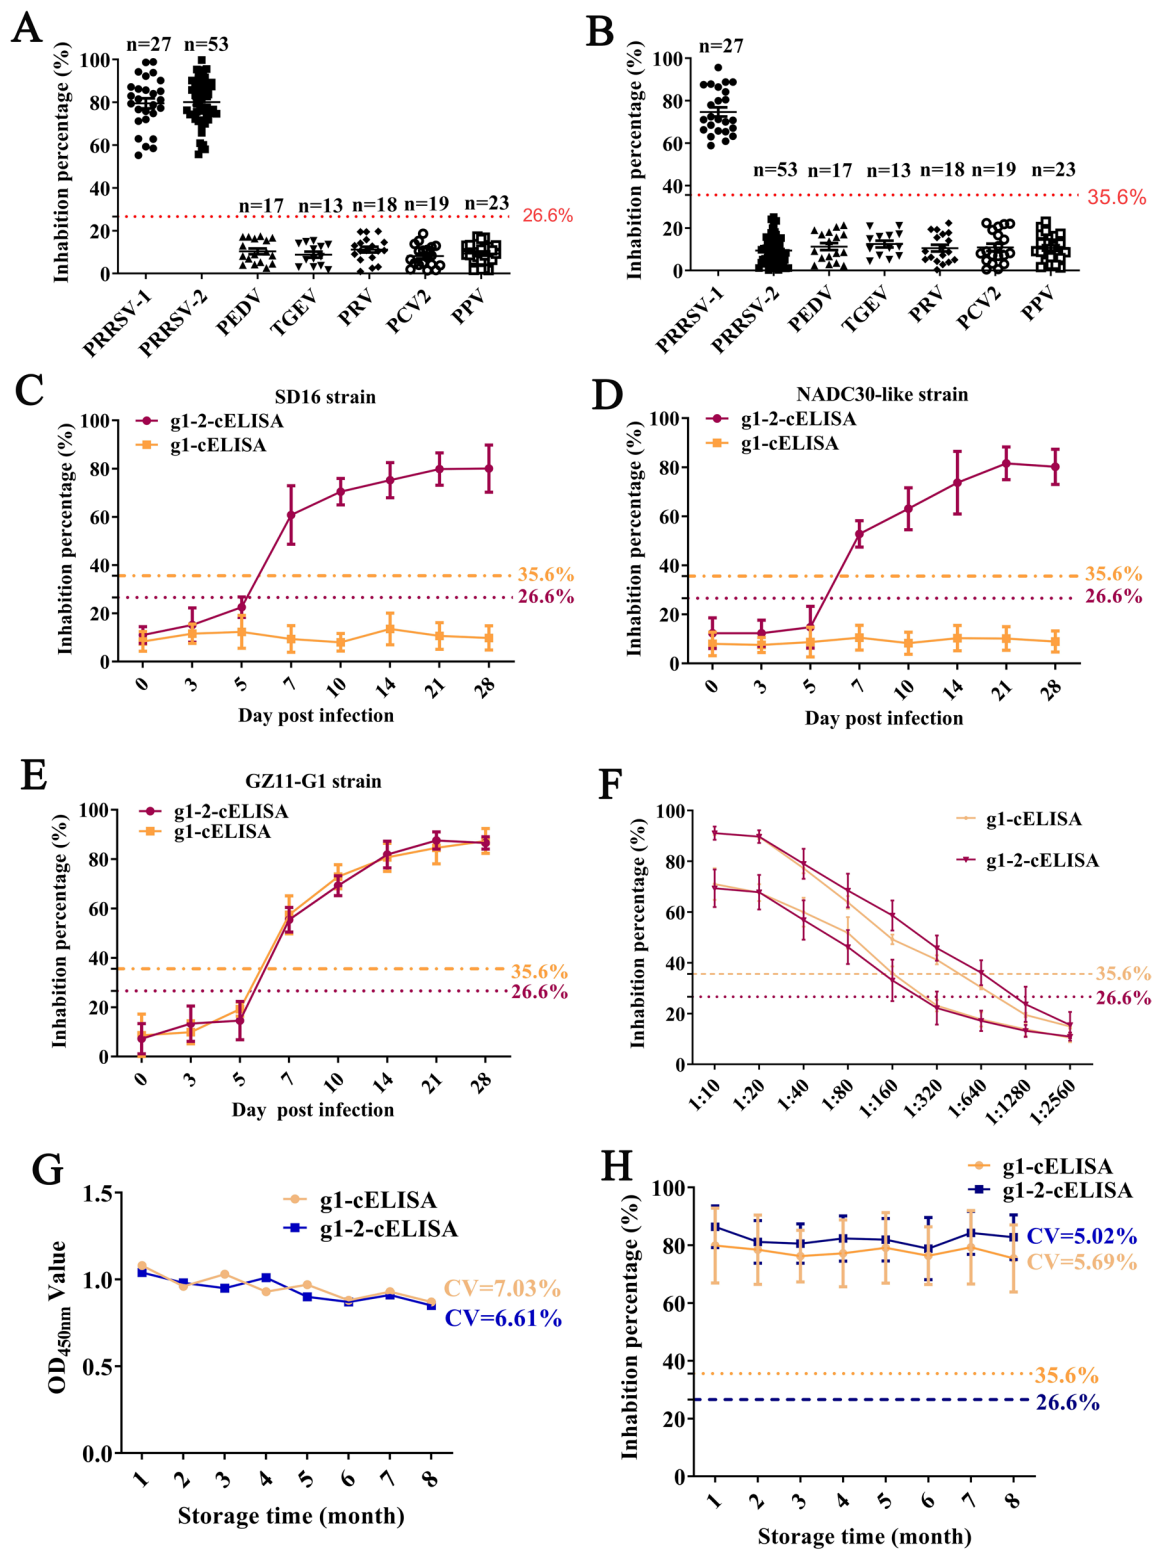 A
Inhabition percentage (%)
n=27
n=53
n=17
n=13
n=18
n=19
n=23
26.6%
100
80
60
40
20
0
PRRSV-1
PRRSV-2
PEDV
TGEV
PRV
PCV2
PPV
B
Inhabition percentage (%)
n=27
n=53
n=17
n=13
n=18
n=19
n=23
35.6%
100
80
60
40
20
0
PRRSV-1
PRRSV-2
PEDV
TGEV
PRV
PCV2
PPV
C
SD16 strain
g1-2-cELISA
g1-cELISA
Inhabition percentage (%)
100
80
60
40
20
0
35.6%
26.6%
0
3
5
7
10
14
21
28
Day post infection
D
NADC30-like strain
g1-2-cELISA
g1-cELISA
Inhabition percentage (%)
100
80
60
40
20
0
35.6%
26.6%
0
3
5
7
10
14
21
28
Day post infection
E
GZ11-G1 strain
g1-2-cELISA
g1-cELISA
Inhabition percentage (%)
100
80
60
40
20
0
35.6%
26.6%
0
3
5
7
10
14
21
28
Day post infection
F
g1-cELISA
g1-2-cELISA
Inhabition percentage (%)
100
80
60
40
20
0
35.6%
26.6%
1:10
1:20
1:40
1:80
1:160
1:320
1:640
1:1280
1:2560
G
g1-cELISA
g1-2-cELISA
OD450nm Value
1.5
1.0
0.5
0.0
CV=7.03%
CV=6.61%
1
2
3
4
5
6
7
8
Storage time (month)
H
g1-cELISA
g1-2-cELISA
Inhabition percentage (%)
100
80
60
40
20
0
CV=5.02%
CV=5.69%
35.6%
26.6%
1
2
3
4
5
6
7
8
Storage time (month)